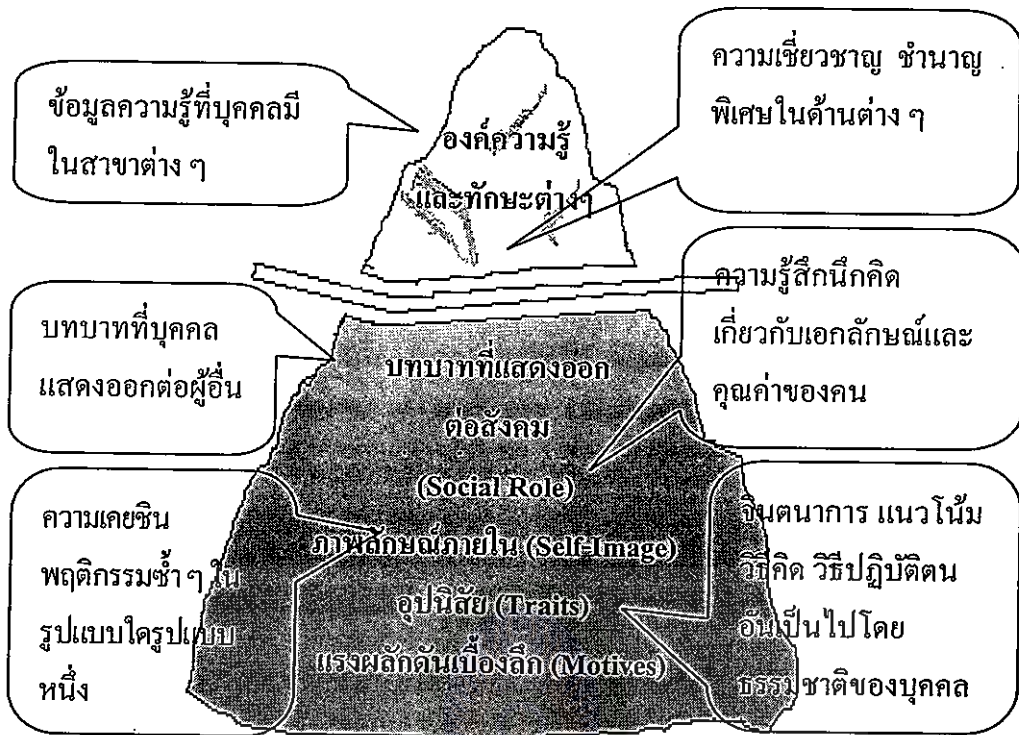 ข้อมูลความรู้ที่บุคคลมี
ในสาขาต่าง ๆ
ความเชี่ยวชาญ ชำนาญ
พิเศษในด้านต่าง ๆ
องค์ความรู้
และทักษะต่างๆ
บทบาทที่บุคคล
แสดงออกต่อผู้อื่น
ความรู้สึกนึกคิด
เกี่ยวกับเอกลักษณ์และ
คุณค่าของคน
บทบาทที่แสดงออก
ต่อสังคม
(Social Role)
ภาพลักษณ์ภายใน (Self-Image)
อุปนิสัย (Traits)
แรงผลักดันเบื้องลึก (Motives)
ความเคยชิน
พฤติกรรมซ้ำ ๆ ใน
รูปแบบใดรูปแบบ
หนึ่ง
จินตนาการ แนวโน้ม
วิธีคิด วิธีปฏิบัติตน
อันเป็นไปโดย
ธรรมชาติของบุคคล